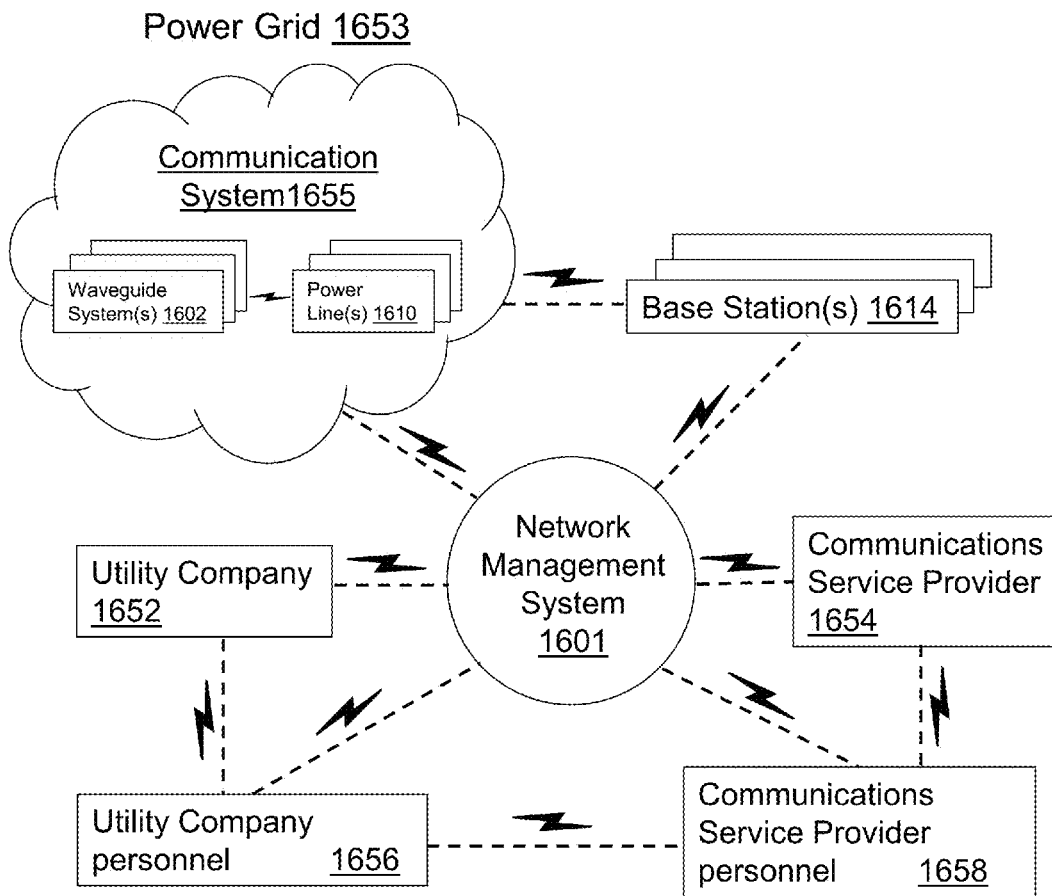 Power Grid 1653
Communication
System1655
Waveguide
System(s) 1602
Power
Line(s) 1610
Base Station(s) 1614
Network
Management
System
1601
Utility Company
1652
Communications
Service Provider
1654
Utility Company
personnel 1656
Communications
Service Provider
personnel 1658